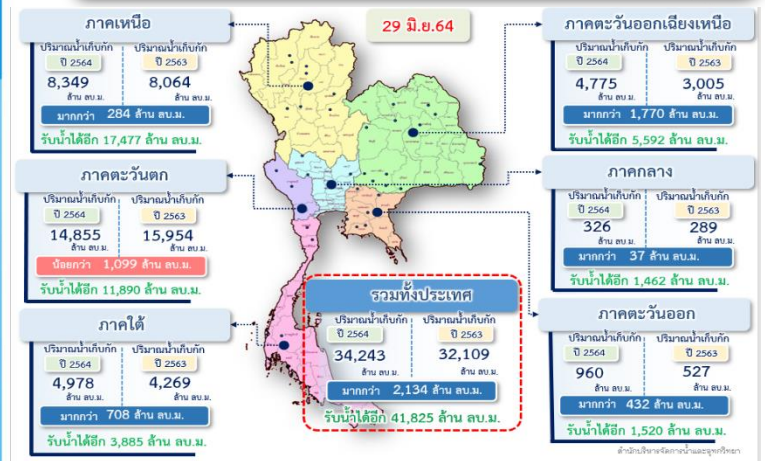 29 มิ.ย.64
ภาคเหนือ
ปริมาณน้ำเก็บกัก ปริมาณน้ำเก็บกัก
ปี 2564 ปี 2563
8,349 8,064
ล้าน ลบ.ม. ล้าน ลบ.ม.
มากกว่า 284 ล้าน ลบ.ม.
รับน้ำได้อีก 17,477 ล้าน ลบ.ม.
ภาคตะวันตก
ปริมาณน้ำเก็บกัก ปริมาณน้ำเก็บกัก
ปี 2564 ปี 2563
14,855 15,954
ล้าน ลบ.ม. ล้าน ลบ.ม.
น้อยกว่า 1,099 ล้าน ลบ.ม.
รับน้ำได้อีก 11,890 ล้าน ลบ.ม.
ภาคใต้
ปริมาณน้ำเก็บกัก ปริมาณน้ำเก็บกัก
ปี 2564 ปี 2563
4,978 4,269
ล้าน ลบ.ม. ล้าน ลบ.ม.
มากกว่า 708 ล้าน ลบ.ม.
รับน้ำได้อีก 3,885 ล้าน ลบ.ม.
รวมทั้งประเทศ
ปริมาณน้ำเก็บกัก ปริมาณน้ำเก็บกัก
ปี 2564 ปี 2563
34,243 32,109
ล้าน ลบ.ม. ล้าน ลบ.ม.
มากกว่า 2,134 ล้าน ลบ.ม.
รับน้ำได้อีก 41,825 ล้าน ลบ.ม.
ภาคตะวันออกเฉียงเหนือ
ปริมาณน้ำเก็บกัก ปริมาณน้ำเก็บกัก
ปี 2564 ปี 2563
4,775 3,005
ล้าน ลบ.ม. ล้าน ลบ.ม.
มากกว่า 1,770 ล้าน ลบ.ม.
รับน้ำได้อีก 5,592 ล้าน ลบ.ม.
ภาคกลาง
ปริมาณน้ำเก็บกัก ปริมาณน้ำเก็บกัก
ปี 2564 ปี 2563
326 289
ล้าน ลบ.ม. ล้าน ลบ.ม.
มากกว่า 37 ล้าน ลบ.ม.
รับน้ำได้อีก 1,462 ล้าน ลบ.ม.
ภาคตะวันออก
ปริมาณน้ำเก็บกัก ปริมาณน้ำเก็บกัก
ปี 2564 ปี 2563
960 527
ล้าน ลบ.ม. ล้าน ลบ.ม.
มากกว่า 432 ล้าน ลบ.ม.
รับน้ำได้อีก 1,520 ล้าน ลบ.ม.
สำนักบริหารจัดการน้ำและอุทกวิทยา